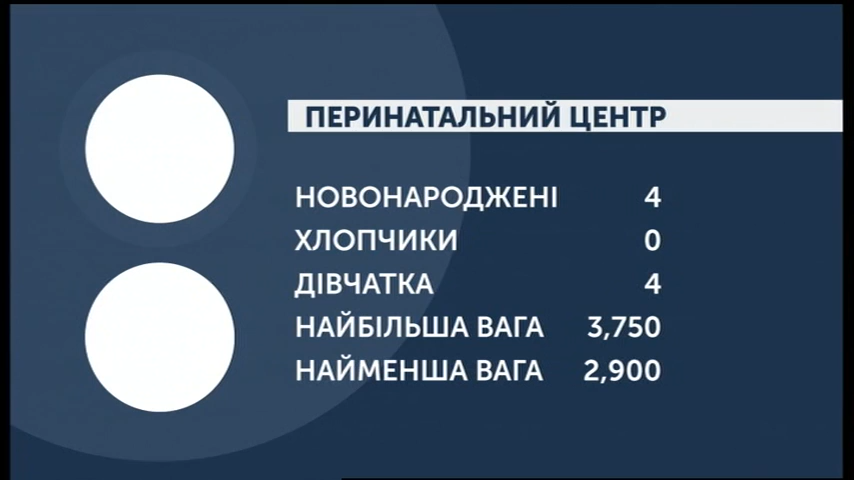 ПЕРИНАТАЛЬНИЙ ЦЕНТР
НОВОНАРОДЖЕНІ 4
ХЛОПЧИКИ 0
ДІВЧАТКА 4
НАЙБІЛЬША ВАГА 3,750
НАЙМЕНША ВАГА 2,900